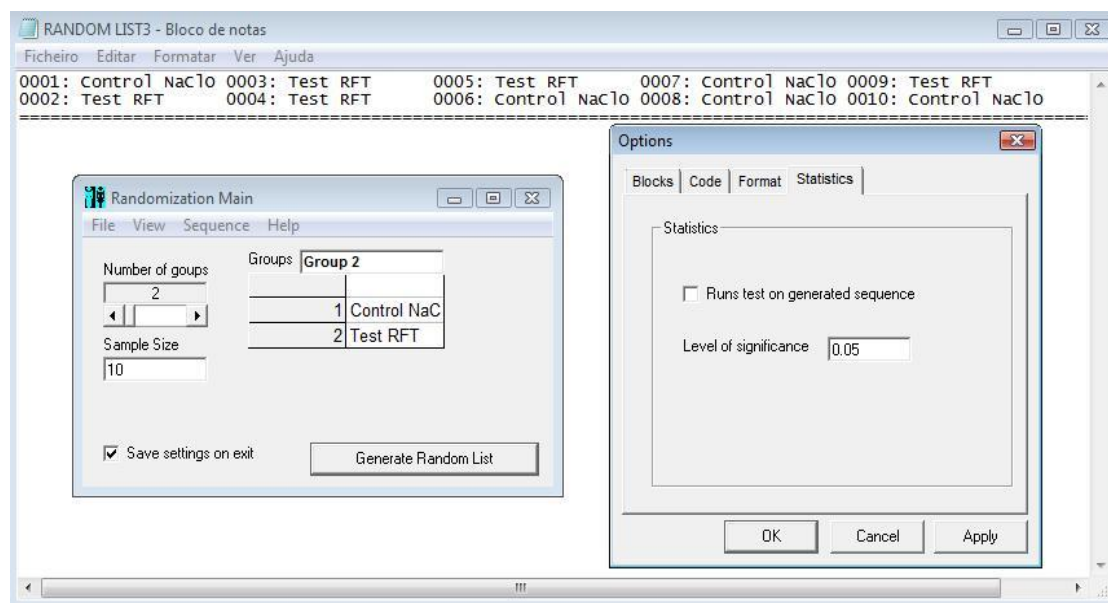 RANDOM LIST3 - Bloco de notas
Ficheiro Editar Formatar Ver Ajuda
0001: Control NaClO 0003: Test RFT 0005: Test RFT 0007: Control NaClO 0009: Test RFT
0002: Test RFT 0004: Test RFT 0006: Control NaClO 0008: Control NaClO 0010: Control NaClO
Randomization Main
File View Sequence Help
Number of goups
2
Sample Size
10
Groups Group 2
1 Control NaC
2 Test RFT
Save settings on exit
Generate Random List
Options
Blocks Code Format Statistics
Statistics
Runs test on generated sequence
Level of significance 0.05
OK Cancel Apply